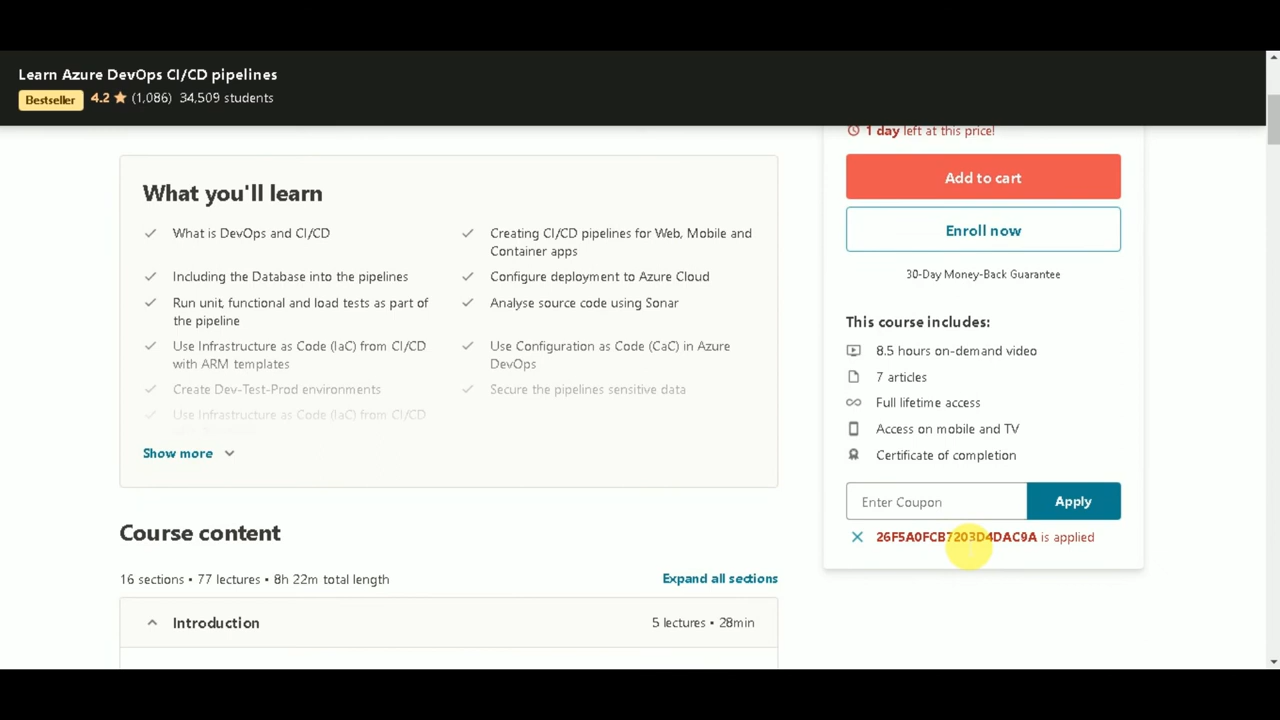 Learn Azure DevOps CI/CD pipelines
Bestseller 4.2 (1,086) 34,509 students
What you'll learn
What is DevOps and CI/CD
Creating CI/CD pipelines for Web, Mobile and
Container apps
Including the Database into the pipelines
Configure deployment to Azure Cloud
Run unit, functional and load tests as part of
the pipeline
Analyse source code using Sonar
Use Infrastructure as Code (IaC) from CI/CD
with ARM templates
Use Configuration as Code (CaC) in Azure
DevOps
Create Dev-Test-Prod environments
Secure the pipelines sensitive data
Use Infrastructure as Code (IaC) from CI/CD
Show more
Course content
16 sections • 77 lectures • 8h 22m total length
Expand all sections
Introduction
5 lectures • 28min
1 day left at this price!
Add to cart
Enroll now
30-Day Money-Back Guarantee
This course includes:
8.5 hours on-demand video
7 articles
Full lifetime access
Access on mobile and TV
Certificate of completion
Enter Coupon
Apply
26F5A0FCB7203D4DAC9A is applied